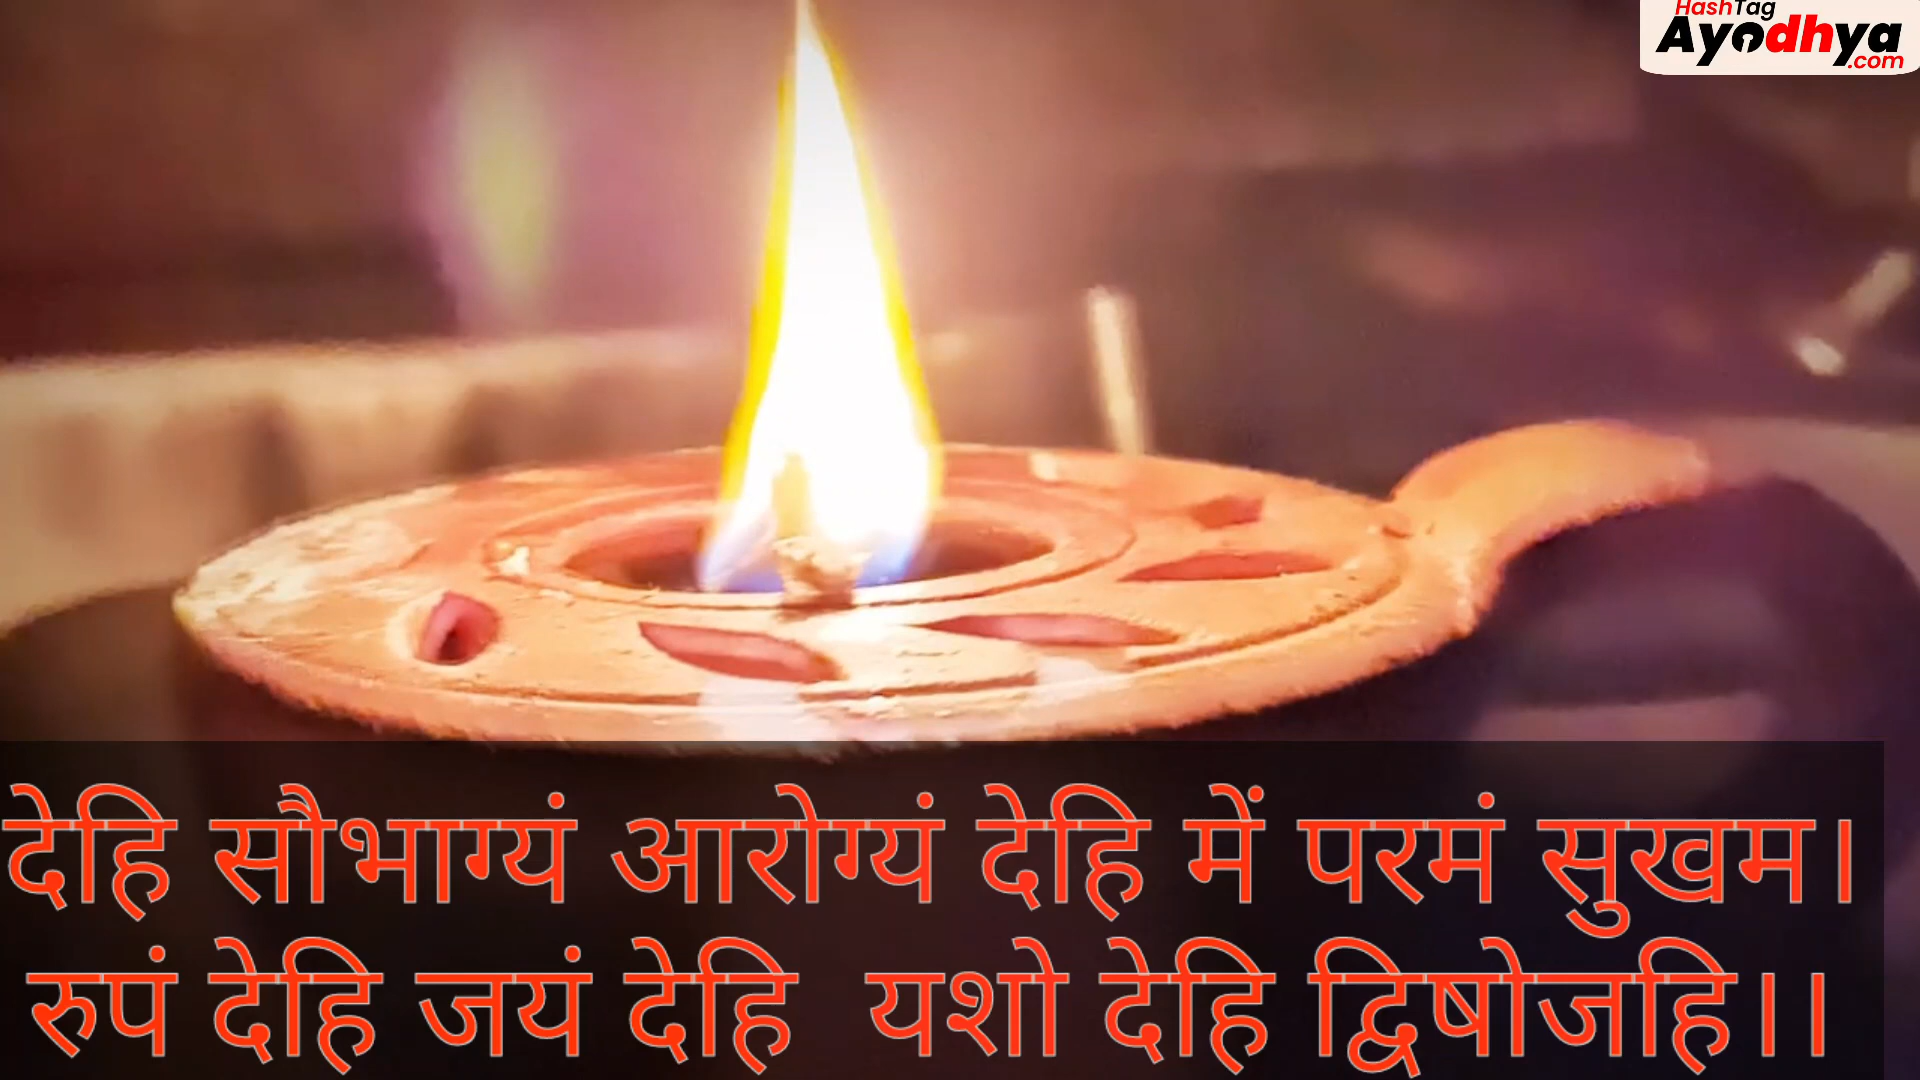 HashTag
Ayodhya
.com
देहि सौभाग्यं आरोग्यं देहि में परमं सुखम।
रुपं देहि जयं देहि यशो देहि द्विषोजहि।।